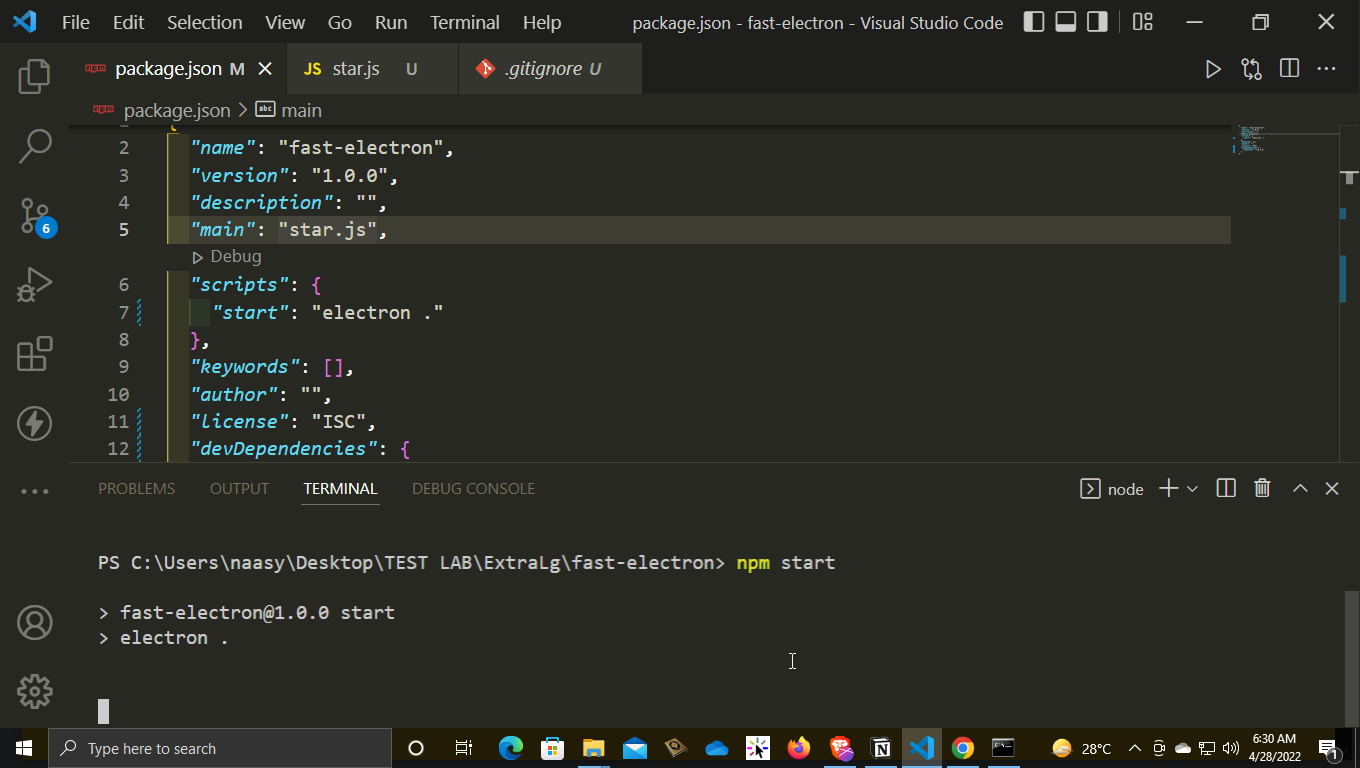 File Edit Selection View Go Run Terminal Help package.json - fast-electron - Visual Studio Code
package.json M JS star.js U .gitignore U
package.json > abc main
2 "name": "fast-electron",
3 "version": "1.0.0",
4 "description": "",
5 "main": "star.js",
Debug
6 "scripts": {
7 "start": "electron ."
8 },
9 "keywords": [],
10 "author": "",
11 "license": "ISC",
12 "devDependencies": {
6
PROBLEMS OUTPUT TERMINAL DEBUG CONSOLE node
PS C:\Users\naasy\Desktop\TEST LAB\ExtraLg\fast-electron> npm start
> fast-electron@1.0.0 start
> electron .
Type here to search 28°C 6:30 AM
4/28/2022 1